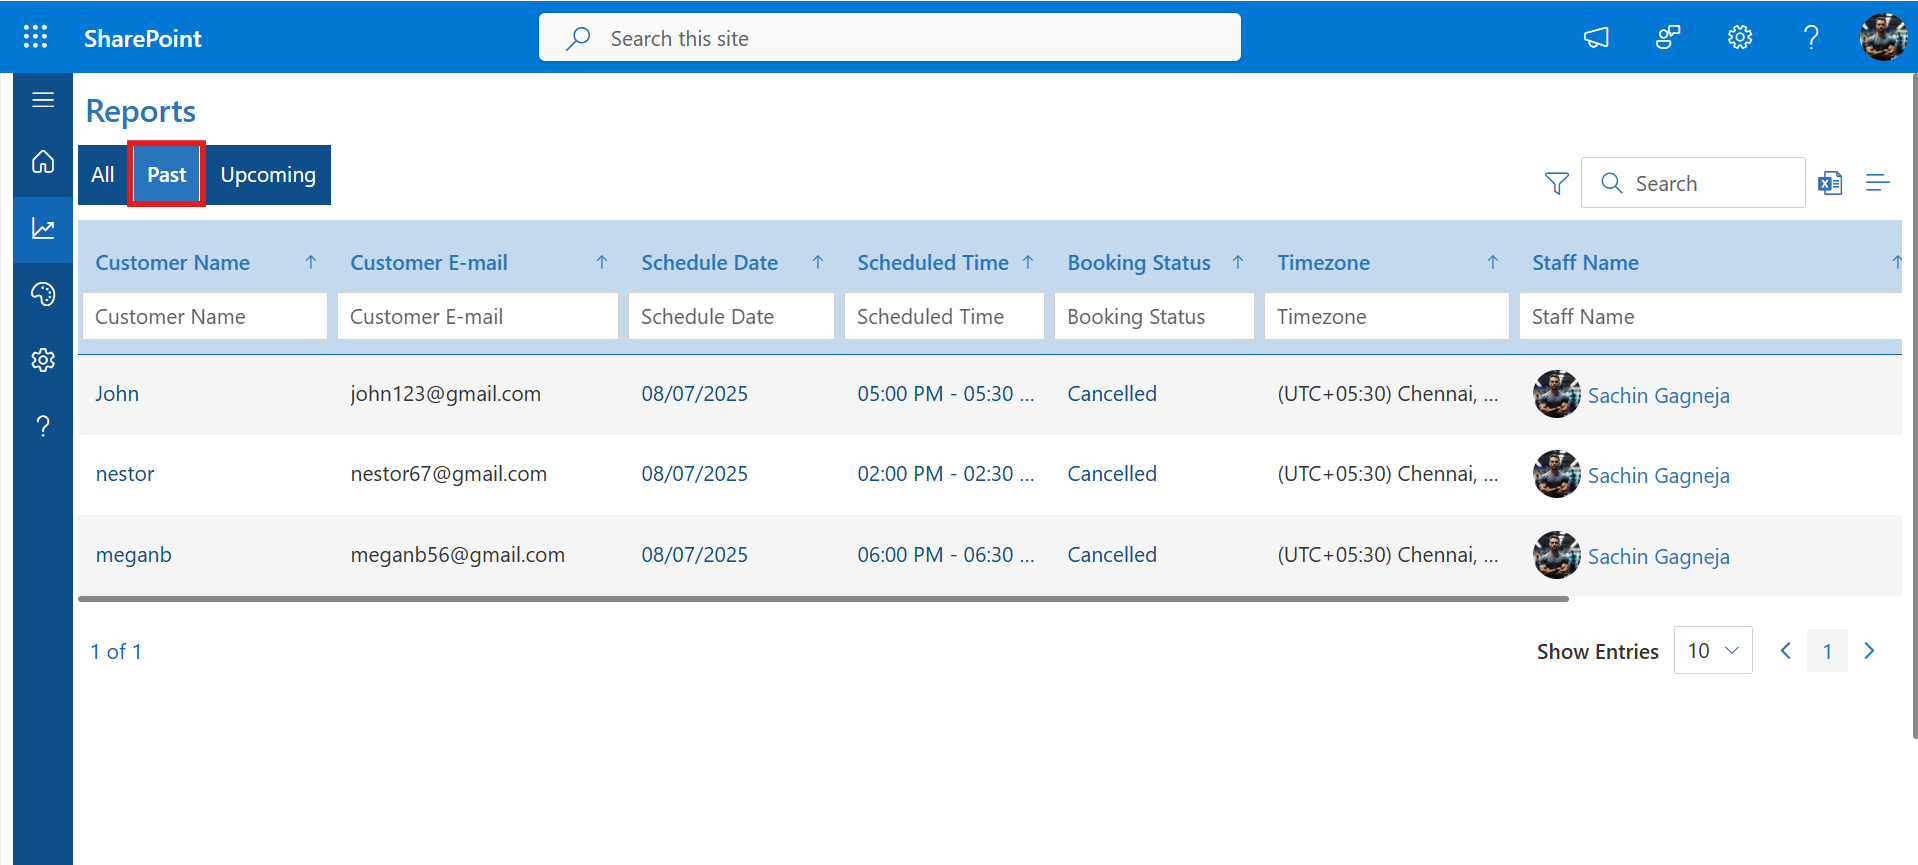 SharePoint
Search this site
Reports
All Past Upcoming
Search
Customer Name Customer E-mail Schedule Date Scheduled Time Booking Status Timezone Staff Name
Customer Name Customer E-mail Schedule Date Scheduled Time Booking Status Timezone Staff Name
John john123@gmail.com 08/07/2025 05:00 PM - 05:30 ... Cancelled (UTC+05:30) Chennai, ... Sachin Gagneja
nestor nestor67@gmail.com 08/07/2025 02:00 PM - 02:30 ... Cancelled (UTC+05:30) Chennai, ... Sachin Gagneja
meganb meganb56@gmail.com 08/07/2025 06:00 PM - 06:30 ... Cancelled (UTC+05:30) Chennai, ... Sachin Gagneja
1 of 1 Show Entries 10 1